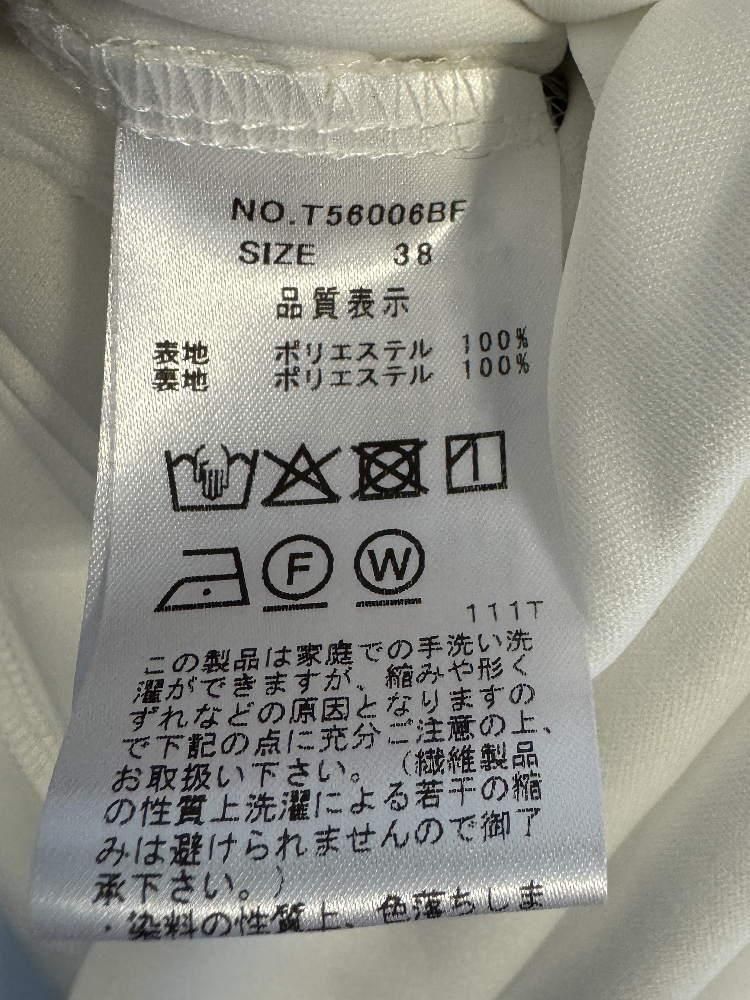 NO.T56006BF
SIZE 38
品質表示
表地 ポリエステル 100%
裏地 ポリエステル 100%
F W
111T
この製品は家庭での手洗い洗
濯ができますが、縮みや形く
ずれなどの原因となりますの
で下記の点に充分ご注意の上、
お取扱い下さい。（繊維製品
の性質上洗濯による若干の縮
みは避けられませんので御了
承下さい。）
・染料の性質上、色落ちしま